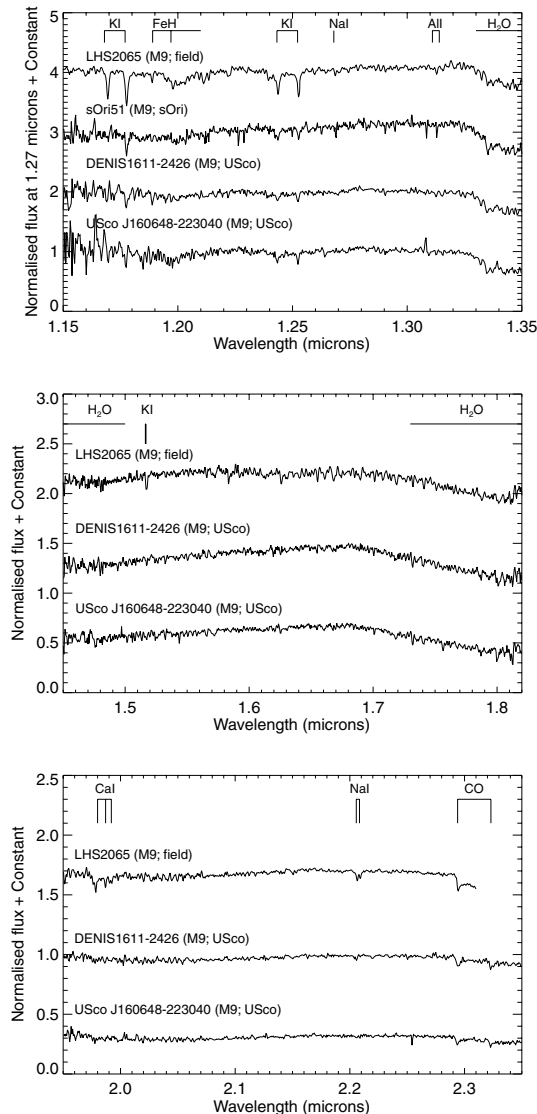 KI FeH KI NaI AlI H₂O
LHS2065 (M9; field)
sOri51 (M9; sOri)
DENIS1611-2426 (M9; USco)
USco J160648-223040 (M9; USco)
Normalised flux at 1.27 microns + Constant
5
4
3
2
1
0
1.15 1.20 1.25 1.30 1.35
Wavelength (microns)
H₂O KI H₂O
LHS2065 (M9; field)
DENIS1611-2426 (M9; USco)
USco J160648-223040 (M9; USco)
Normalised flux + Constant
3.0
2.5
2.0
1.5
1.0
0.5
0.0
1.5 1.6 1.7 1.8
Wavelength (microns)
CaI NaI CO
LHS2065 (M9; field)
DENIS1611-2426 (M9; USco)
USco J160648-223040 (M9; USco)
Normalised flux + Constant
2.5
2.0
1.5
1.0
0.5
0.0
2.0 2.1 2.2 2.3
Wavelength (microns)